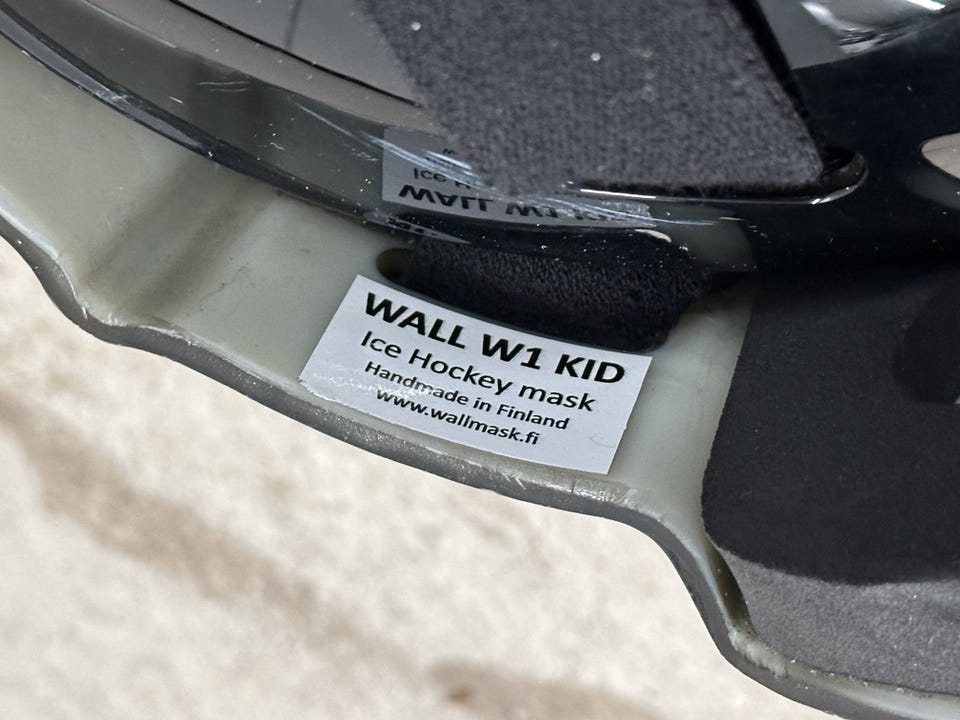 WALL W1 KID
Ice Hockey mask
Handmade in Finland
www.wallmask.fi